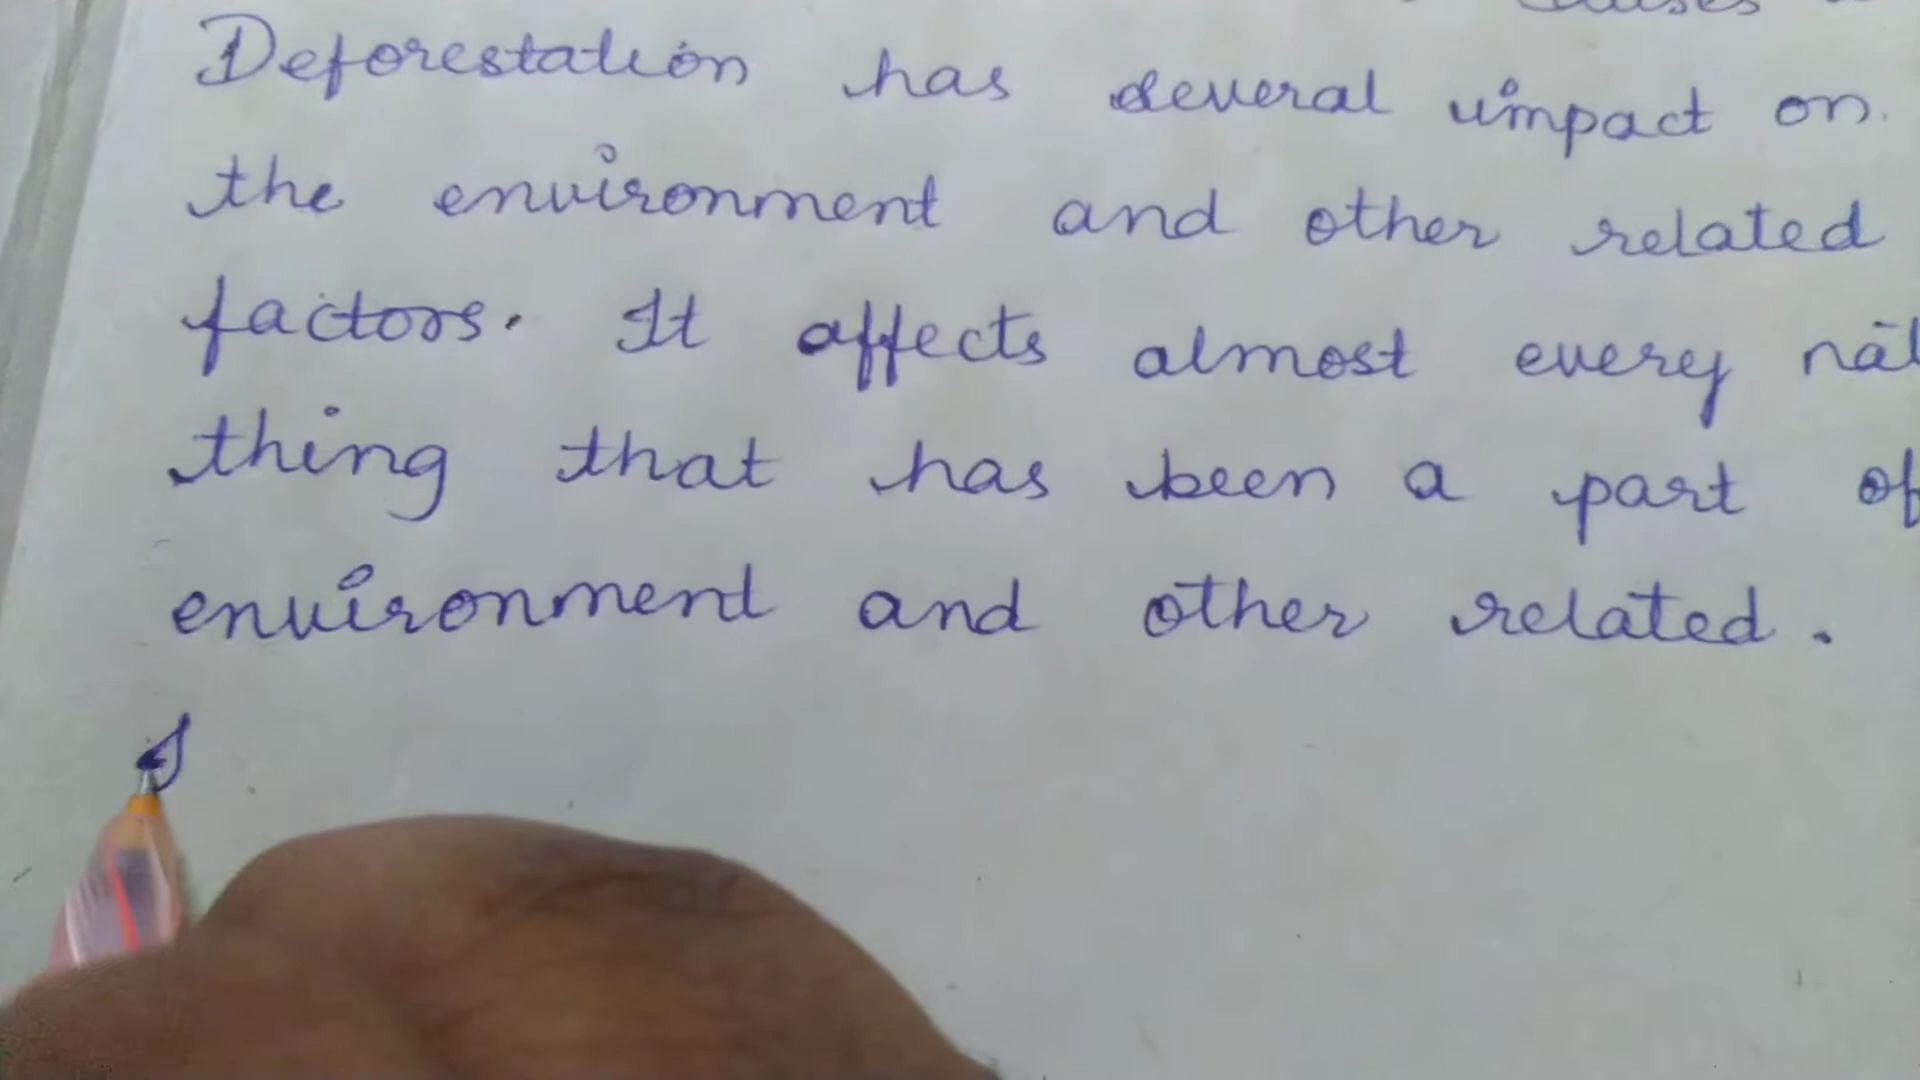 Deforestation has several impact on
the environment and other related
factors. It affects almost every
thing that has been a part of
environment and other related.